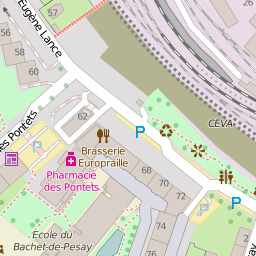 57
Eugène Lance
56
60
58
62
CEVA
es Pontets
P
Brasserie
Europraille
68
70
72
74
Pharmacie
des Pontets
P
École du
Bachet-de-Pesay